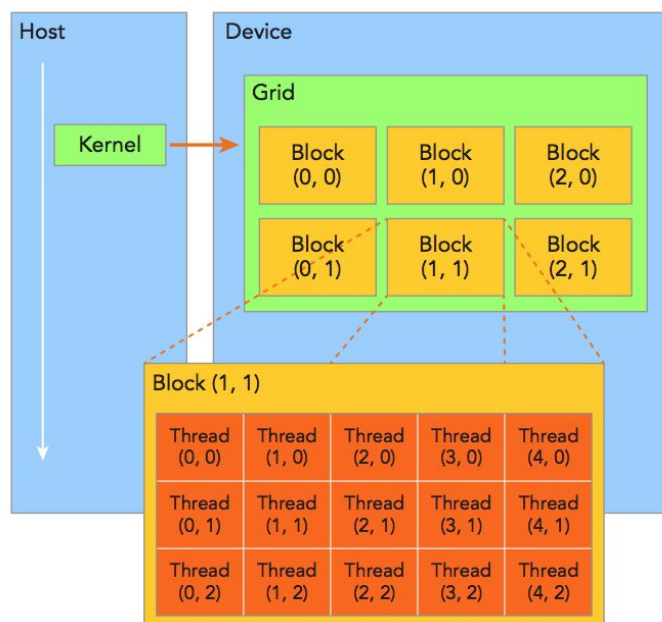 Host
Device
Grid
Kernel
Block
(0, 0)
Block
(1, 0)
Block
(2, 0)
Block
(0, 1)
Block
(1, 1)
Block
(2, 1)
Block (1, 1)
Thread
(0, 0)
Thread
(1, 0)
Thread
(2, 0)
Thread
(3, 0)
Thread
(4, 0)
Thread
(0, 1)
Thread
(1, 1)
Thread
(2, 1)
Thread
(3, 1)
Thread
(4, 1)
Thread
(0, 2)
Thread
(1, 2)
Thread
(2, 2)
Thread
(3, 2)
Thread
(4, 2)